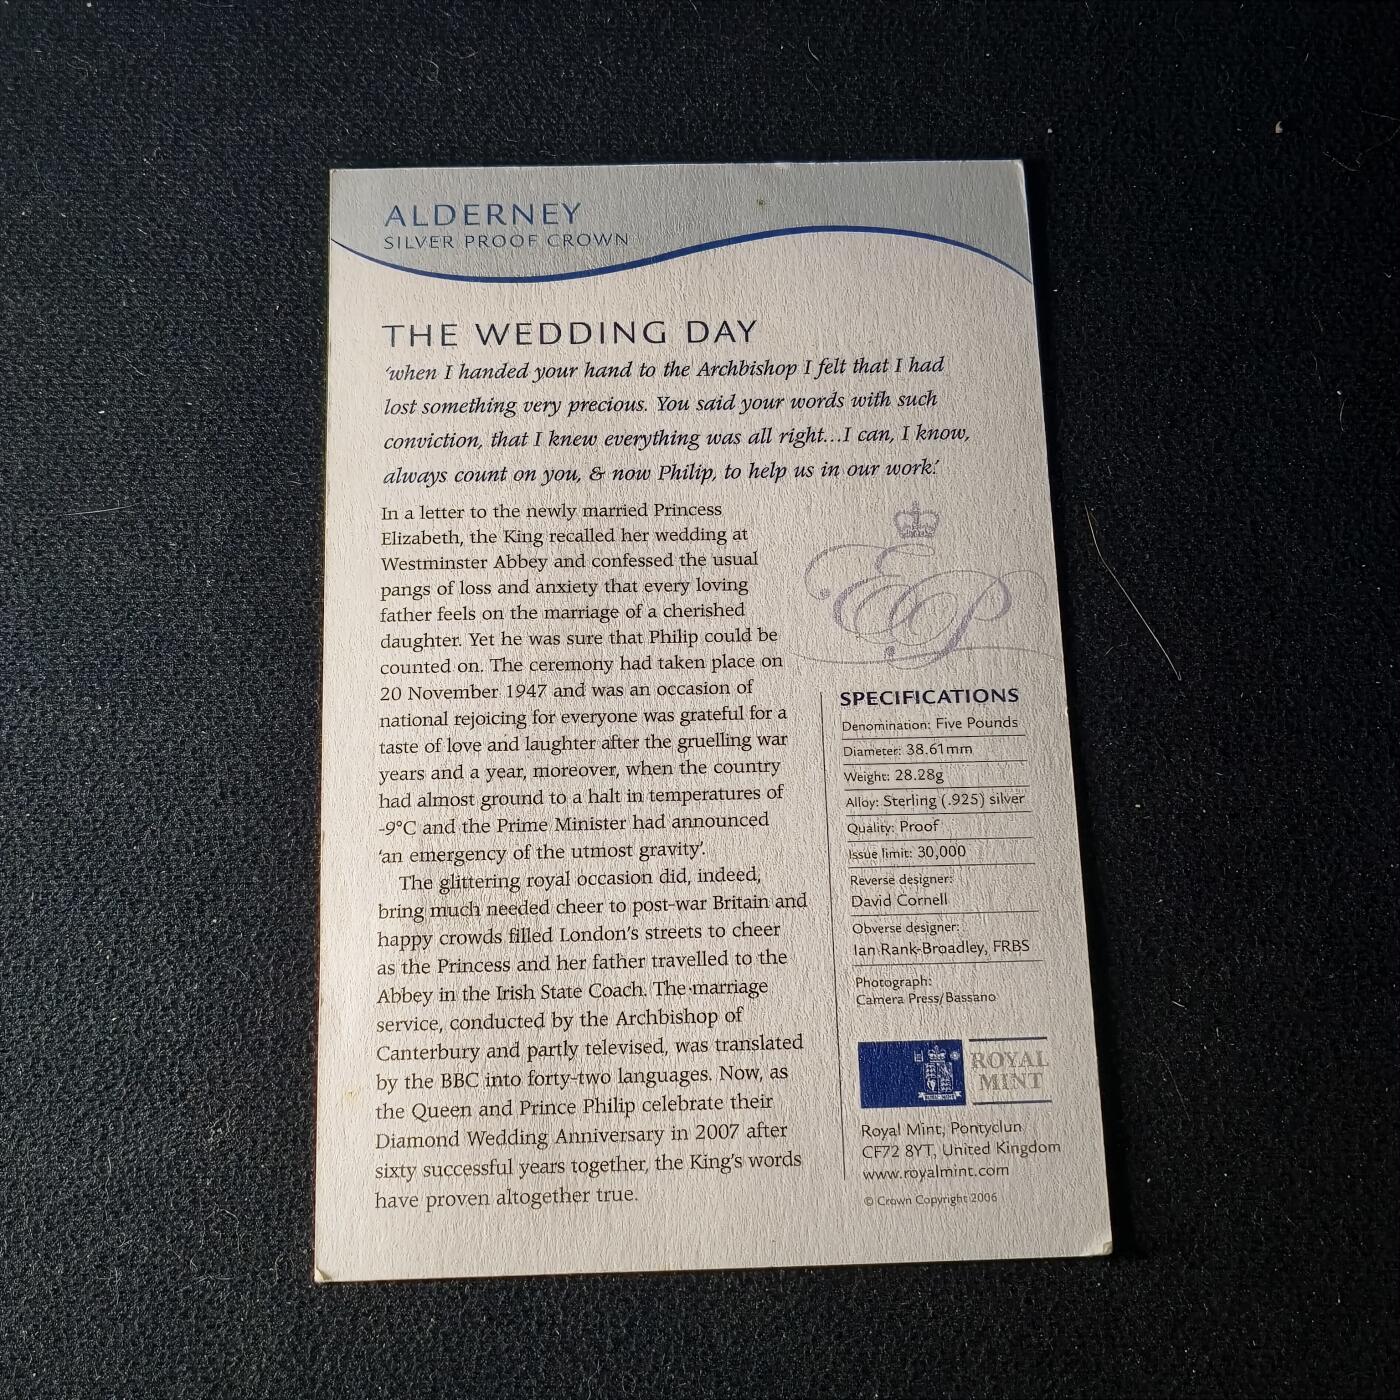 ALDERNEY
SILVER PROOF CROWN
THE WEDDING DAY
‘when I handed your hand to the Archbishop I felt that I had
lost something very precious. You said your words with such
conviction, that I knew everything was all right...I can, I know,
always count on you, & now Philip, to help us in our work.’
In a letter to the newly married Princess
Elizabeth, the King recalled her wedding at
Westminster Abbey and confessed the usual
pangs of loss and anxiety that every loving
father feels on the marriage of a cherished
daughter. Yet he was sure that Philip could be
counted on. The ceremony had taken place on
20 November 1947 and was an occasion of
national rejoicing for everyone was grateful for a
taste of love and laughter after the gruelling war
years and a year, moreover, when the country
had almost ground to a halt in temperatures of
-9°C and the Prime Minister had announced
‘an emergency of the utmost gravity’.
The glittering royal occasion did, indeed,
bring much needed cheer to post-war Britain and
happy crowds filled London’s streets to cheer
as the Princess and her father travelled to the
Abbey in the Irish State Coach. The marriage
service, conducted by the Archbishop of
Canterbury and partly televised, was translated
by the BBC into forty-two languages. Now, as
the Queen and Prince Philip celebrate their
Diamond Wedding Anniversary in 2007 after
sixty successful years together, the King’s words
have proven altogether true.
EP
SPECIFICATIONS
Denomination: Five Pounds
Diameter: 38.61mm
Weight: 28.28g
Alloy: Sterling (.925) silver
Quality: Proof
Issue limit: 30,000
Reverse designer:
David Cornell
Obverse designer:
Ian Rank-Broadley, FRBS
Photograph:
Camera Press/Bassano
ROYAL
MINT
Royal Mint, Pontyclun
CF72 8YT, United Kingdom
www.royalmint.com
© Crown Copyright 2006